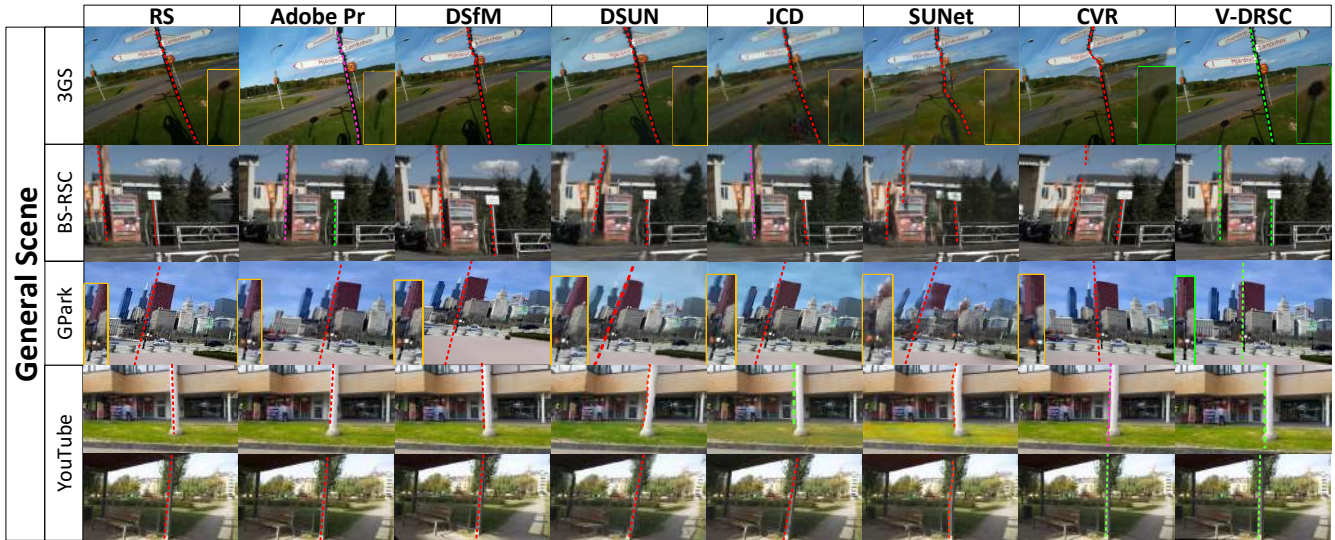 RS Adobe Pr DSfM DSUN JCD SUNet CVR V-DRSC
General Scene
3GS
BS-RSC
GPark
YouTube